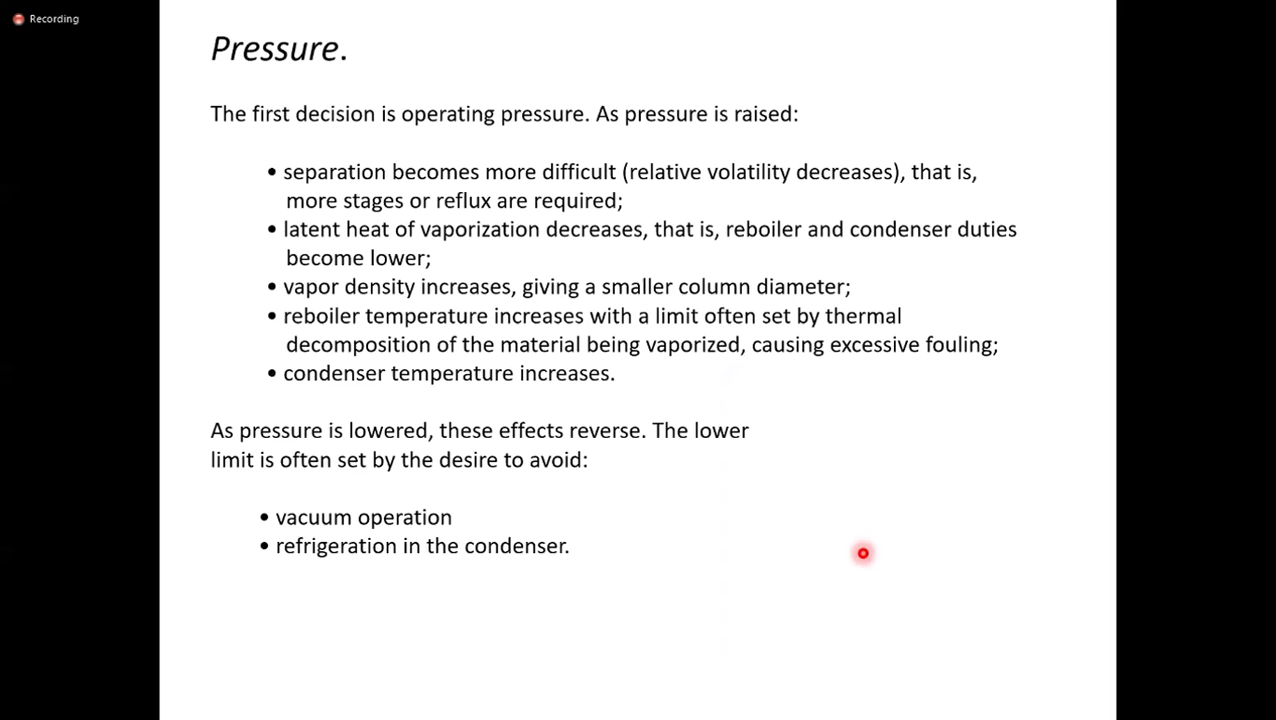 Recording
Pressure.
The first decision is operating pressure. As pressure is raised:
• separation becomes more difficult (relative volatility decreases), that is,
more stages or reflux are required;
• latent heat of vaporization decreases, that is, reboiler and condenser duties
become lower;
• vapor density increases, giving a smaller column diameter;
• reboiler temperature increases with a limit often set by thermal
decomposition of the material being vaporized, causing excessive fouling;
• condenser temperature increases.
As pressure is lowered, these effects reverse. The lower
limit is often set by the desire to avoid:
• vacuum operation
• refrigeration in the condenser.